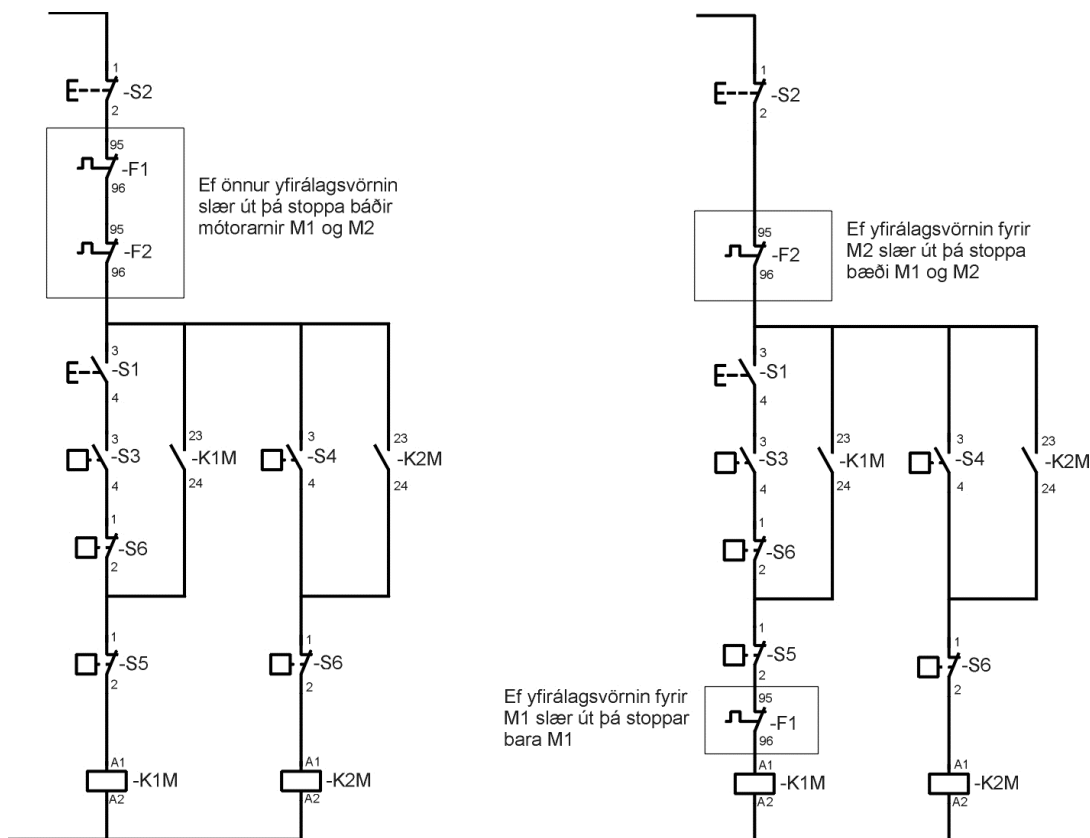 1
-S2
2
95
-F1
96
95
-F2
96
Ef önnur yfirálagsvörnin
slær út þá stoppa báðir
mótorarnir M1 og M2
3
-S1
4
3
-S3
4
23
-K1M
24
3
-S4
4
23
-K2M
24
1
-S6
2
1
-S5
2
1
-S6
2
A1
-K1M
A2
A1
-K2M
A2
1
-S2
2
95
-F2
96
Ef yfirálagsvörnin fyrir
M2 slær út þá stoppa
bæði M1 og M2
3
-S1
4
3
-S3
4
23
-K1M
24
3
-S4
4
23
-K2M
24
1
-S6
2
1
-S5
2
1
-S6
2
Ef yfirálagsvörnin fyrir
M1 slær út þá stoppar
bara M1
95
-F1
96
A1
-K1M
A2
A1
-K2M
A2